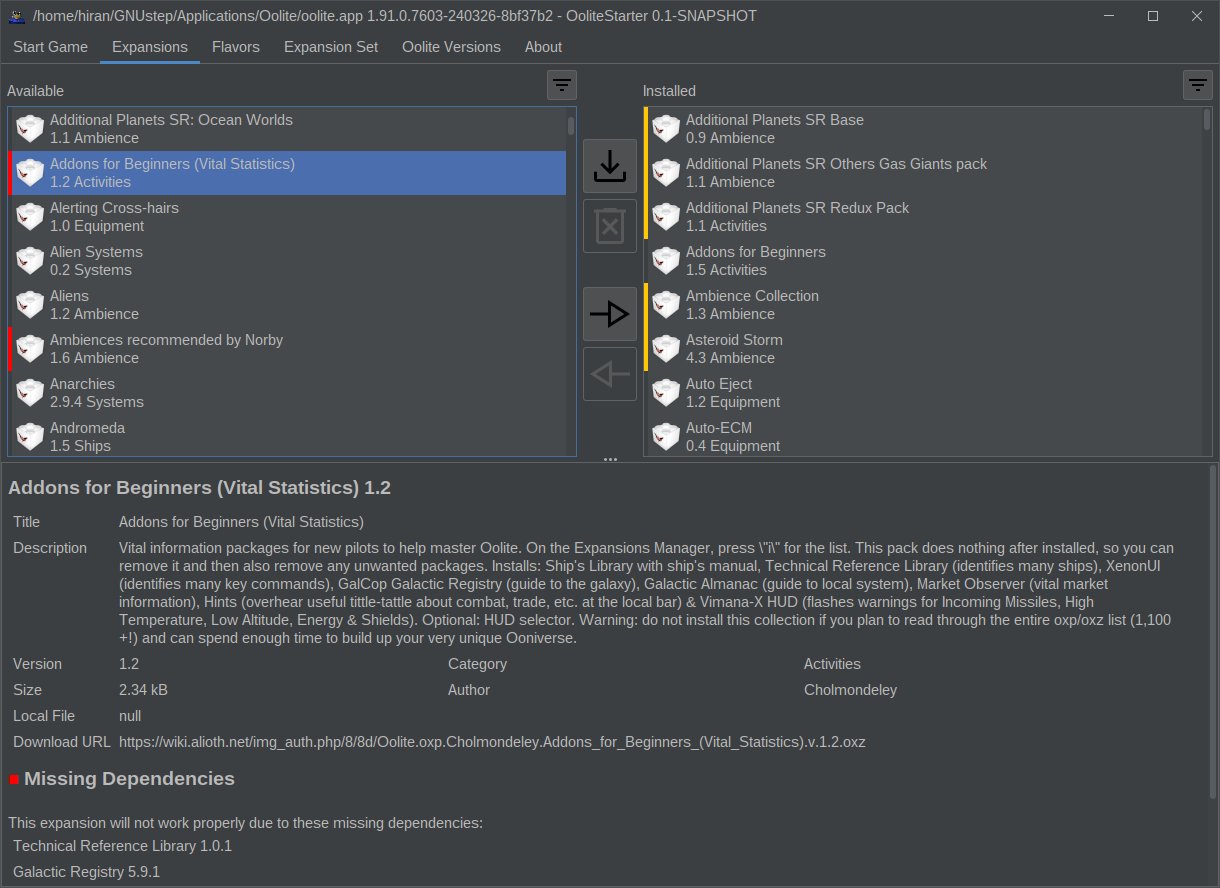 /home/hiran/GNUstep/Applications/Oolite/oolite.app 1.91.0.7603-240326-8bf37b2 - OoliteStarter 0.1-SNAPSHOT
Start Game Expansions Flavors Expansion Set Oolite Versions About
Available
Additional Planets SR: Ocean Worlds
1.1 Ambience
Addons for Beginners (Vital Statistics)
1.2 Activities
Alerting Cross-hairs
1.0 Equipment
Alien Systems
0.2 Systems
Aliens
1.2 Ambience
Ambiences recommended by Norby
1.6 Ambience
Anarchies
2.9.4 Systems
Andromeda
1.5 Ships
Installed
Additional Planets SR Base
0.9 Ambience
Additional Planets SR Others Gas Giants pack
1.1 Ambience
Additional Planets SR Redux Pack
1.1 Activities
Addons for Beginners
1.5 Activities
Ambience Collection
1.3 Ambience
Asteroid Storm
4.3 Ambience
Auto Eject
1.2 Equipment
Auto-ECM
0.4 Equipment
Addons for Beginners (Vital Statistics) 1.2
Title Addons for Beginners (Vital Statistics)
Description Vital information packages for new pilots to help master Oolite. On the Expansions Manager, press \"i\" for the list. This pack does nothing after installed, so you can
remove it and then also remove any unwanted packages. Installs: Ship's Library with ship's manual, Technical Reference Library (identifies many ships), XenonUI
(identifies many key commands), GalCop Galactic Registry (guide to the galaxy), Galactic Almanac (guide to local system), Market Observer (vital market
information), Hints (overhear useful tittle-tattle about combat, trade, etc. at the local bar) & Vimana-X HUD (flashes warnings for Incoming Missiles, High
Temperature, Low Altitude, Energy & Shields). Optional: HUD selector. Warning: do not install this collection if you plan to read through the entire oxp/oxz list (1,100
+!) and can spend enough time to build up your very unique Ooniverse.
Version 1.2 Category Activities
Size 2.34 kB Author Cholmondeley
Local File null
Download URL https://wiki.alioth.net/img_auth.php/8/8d/Oolite.oxp.Cholmondeley.Addons_for_Beginners_(Vital_Statistics).v.1.2.oxz
Missing Dependencies
This expansion will not work properly due to these missing dependencies:
Technical Reference Library 1.0.1
Galactic Registry 5.9.1